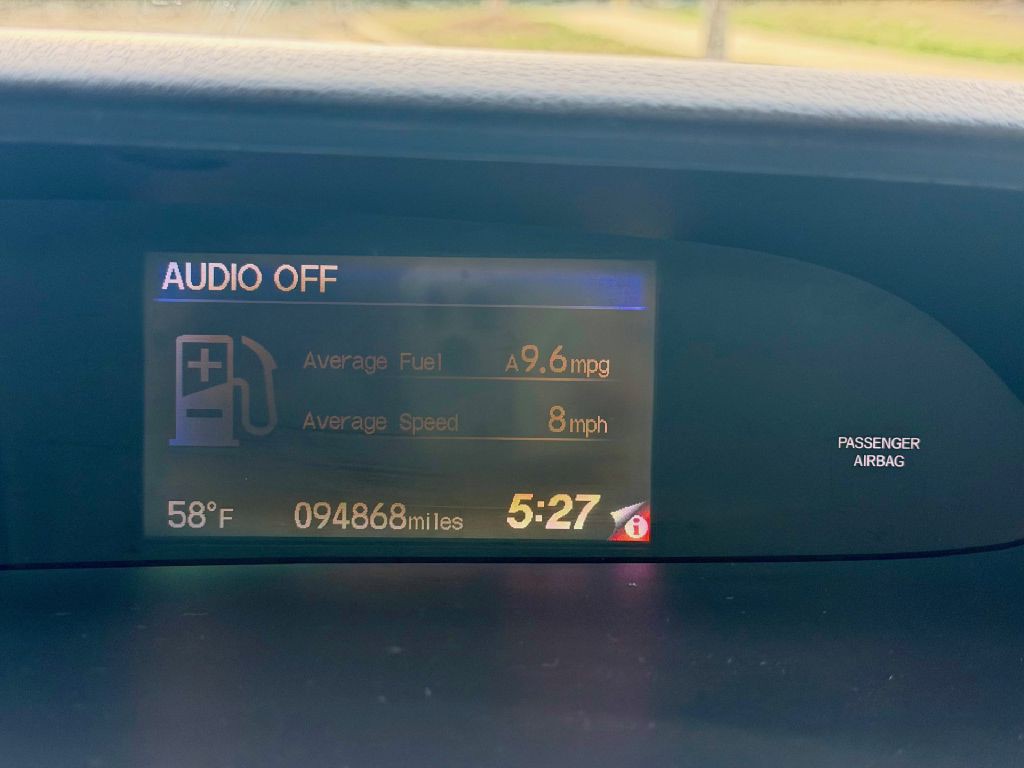 AUDIO OFF
Average Fuel A9.6mpg
Average Speed 8mph
58°F 094868miles 5:27 i
PASSENGER
AIRBAG